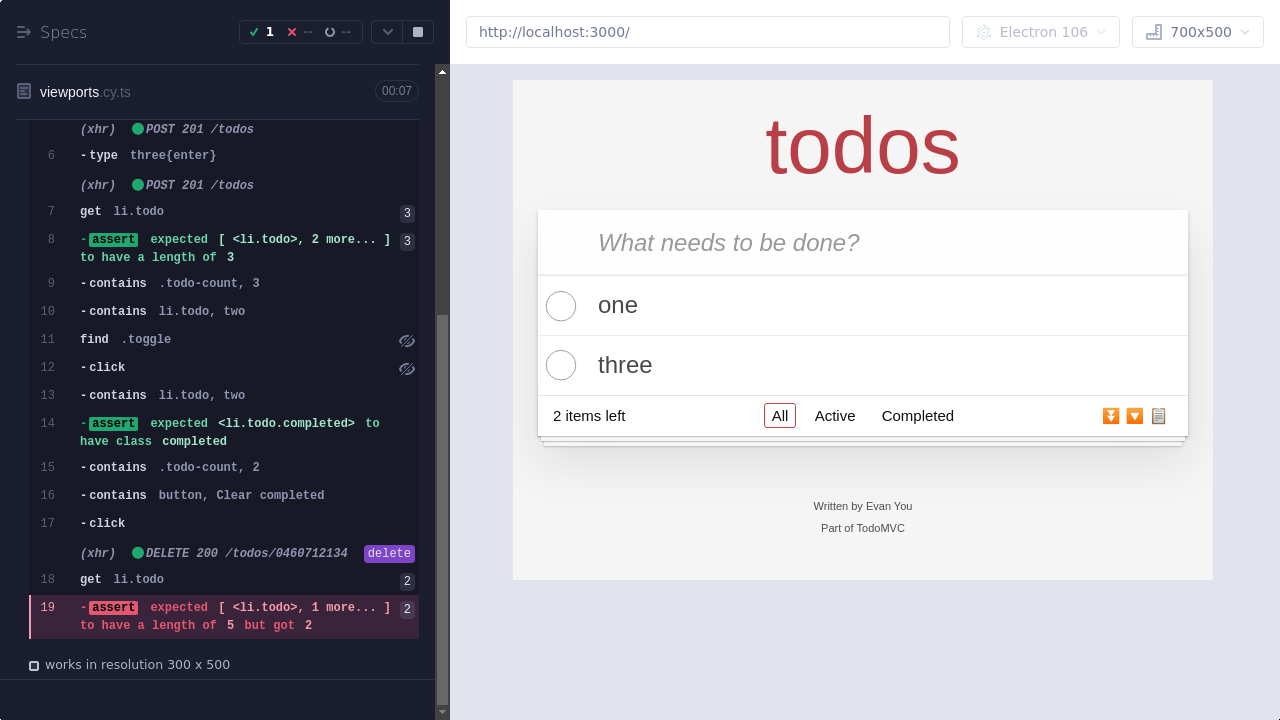 Specs
1
--
--
viewports.cy.ts
00:07
(xhr) POST 201 /todos
6 -type three{enter}
(xhr) POST 201 /todos
7 get li.todo 3
8 -assert expected [ <li.todo>, 2 more... ] 3
to have a length of 3
9 -contains .todo-count, 3
10 -contains li.todo, two
11 find .toggle
12 -click
13 -contains li.todo, two
14 -assert expected <li.todo.completed> to
have class completed
15 -contains .todo-count, 2
16 -contains button, Clear completed
17 -click
(xhr) DELETE 200 /todos/0460712134 delete
18 get li.todo 2
19 -assert expected [ <li.todo>, 1 more... ] 2
to have a length of 5 but got 2
works in resolution 300 x 500
http://localhost:3000/
Electron 106
700x500
todos
What needs to be done?
one
three
2 items left
All
Active
Completed
Written by Evan You
Part of TodoMVC